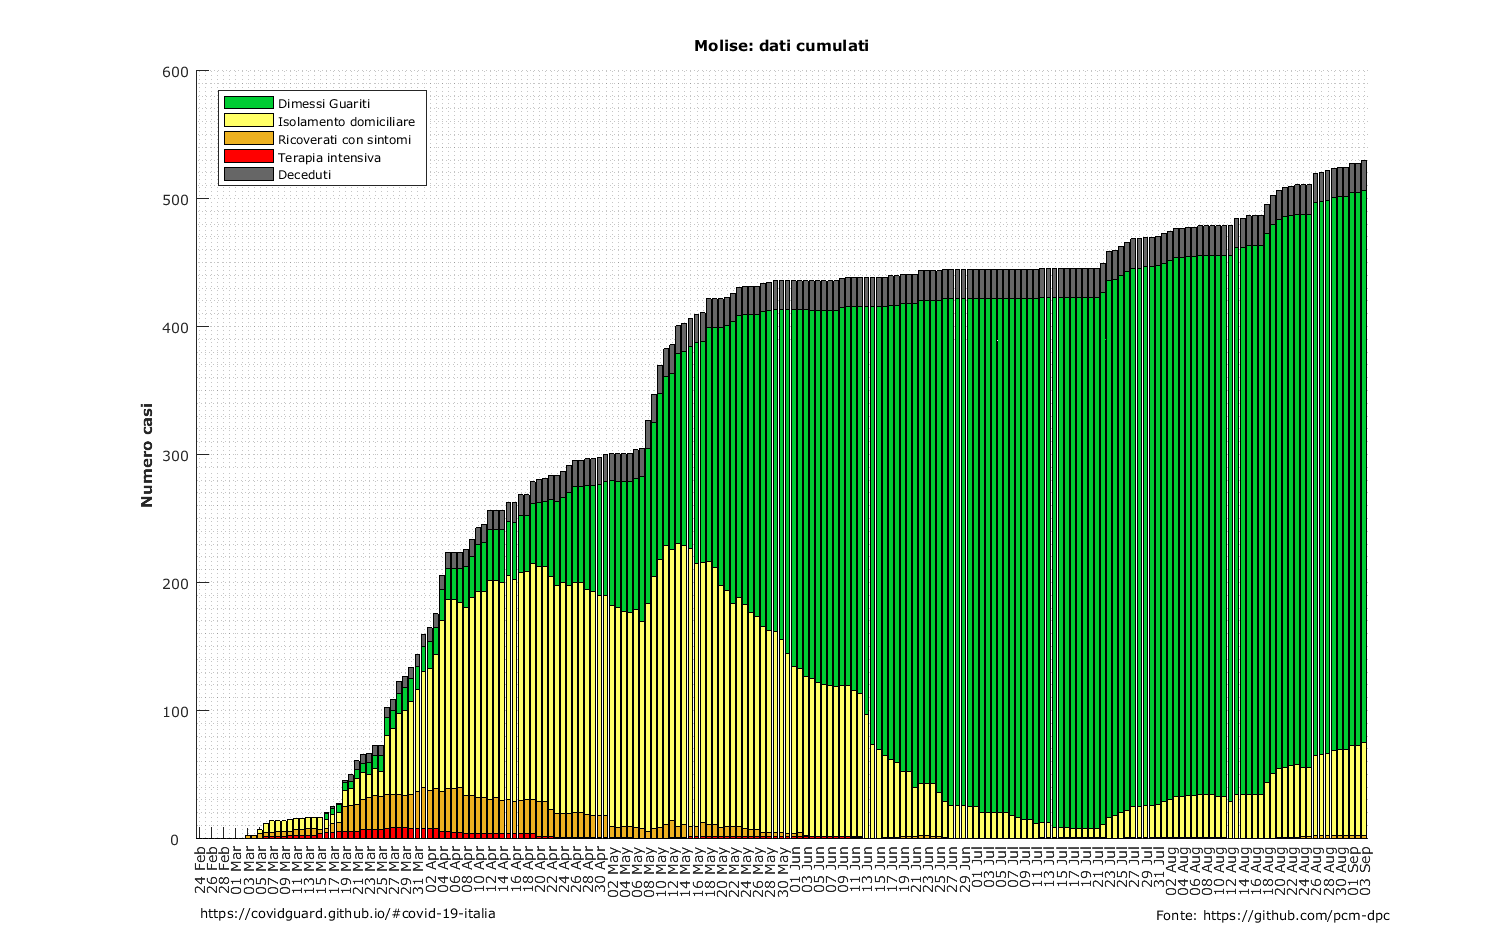 Molise: dati cumulati
Numero casi
600
500
400
300
200
100
0
Dimessi Guariti
Isolamento domiciliare
Ricoverati con sintomi
Terapia intensiva
Deceduti
24 Feb
26 Feb
28 Feb
01 Mar
03 Mar
05 Mar
07 Mar
09 Mar
11 Mar
13 Mar
15 Mar
17 Mar
19 Mar
21 Mar
23 Mar
25 Mar
27 Mar
29 Mar
31 Mar
02 Apr
04 Apr
06 Apr
08 Apr
10 Apr
12 Apr
14 Apr
16 Apr
18 Apr
20 Apr
22 Apr
24 Apr
26 Apr
28 Apr
30 Apr
02 May
04 May
06 May
08 May
10 May
12 May
14 May
16 May
18 May
20 May
22 May
24 May
26 May
28 May
30 May
01 Jun
03 Jun
05 Jun
07 Jun
09 Jun
11 Jun
13 Jun
15 Jun
17 Jun
19 Jun
21 Jun
23 Jun
25 Jun
27 Jun
29 Jun
01 Jul
03 Jul
05 Jul
07 Jul
09 Jul
11 Jul
13 Jul
15 Jul
17 Jul
19 Jul
21 Jul
23 Jul
25 Jul
27 Jul
29 Jul
31 Jul
02 Aug
04 Aug
06 Aug
08 Aug
10 Aug
12 Aug
14 Aug
16 Aug
18 Aug
20 Aug
22 Aug
24 Aug
26 Aug
28 Aug
30 Aug
01 Sep
03 Sep
https://covidguard.github.io/#covid-19-italia
Fonte: https://github.com/pcm-dpc